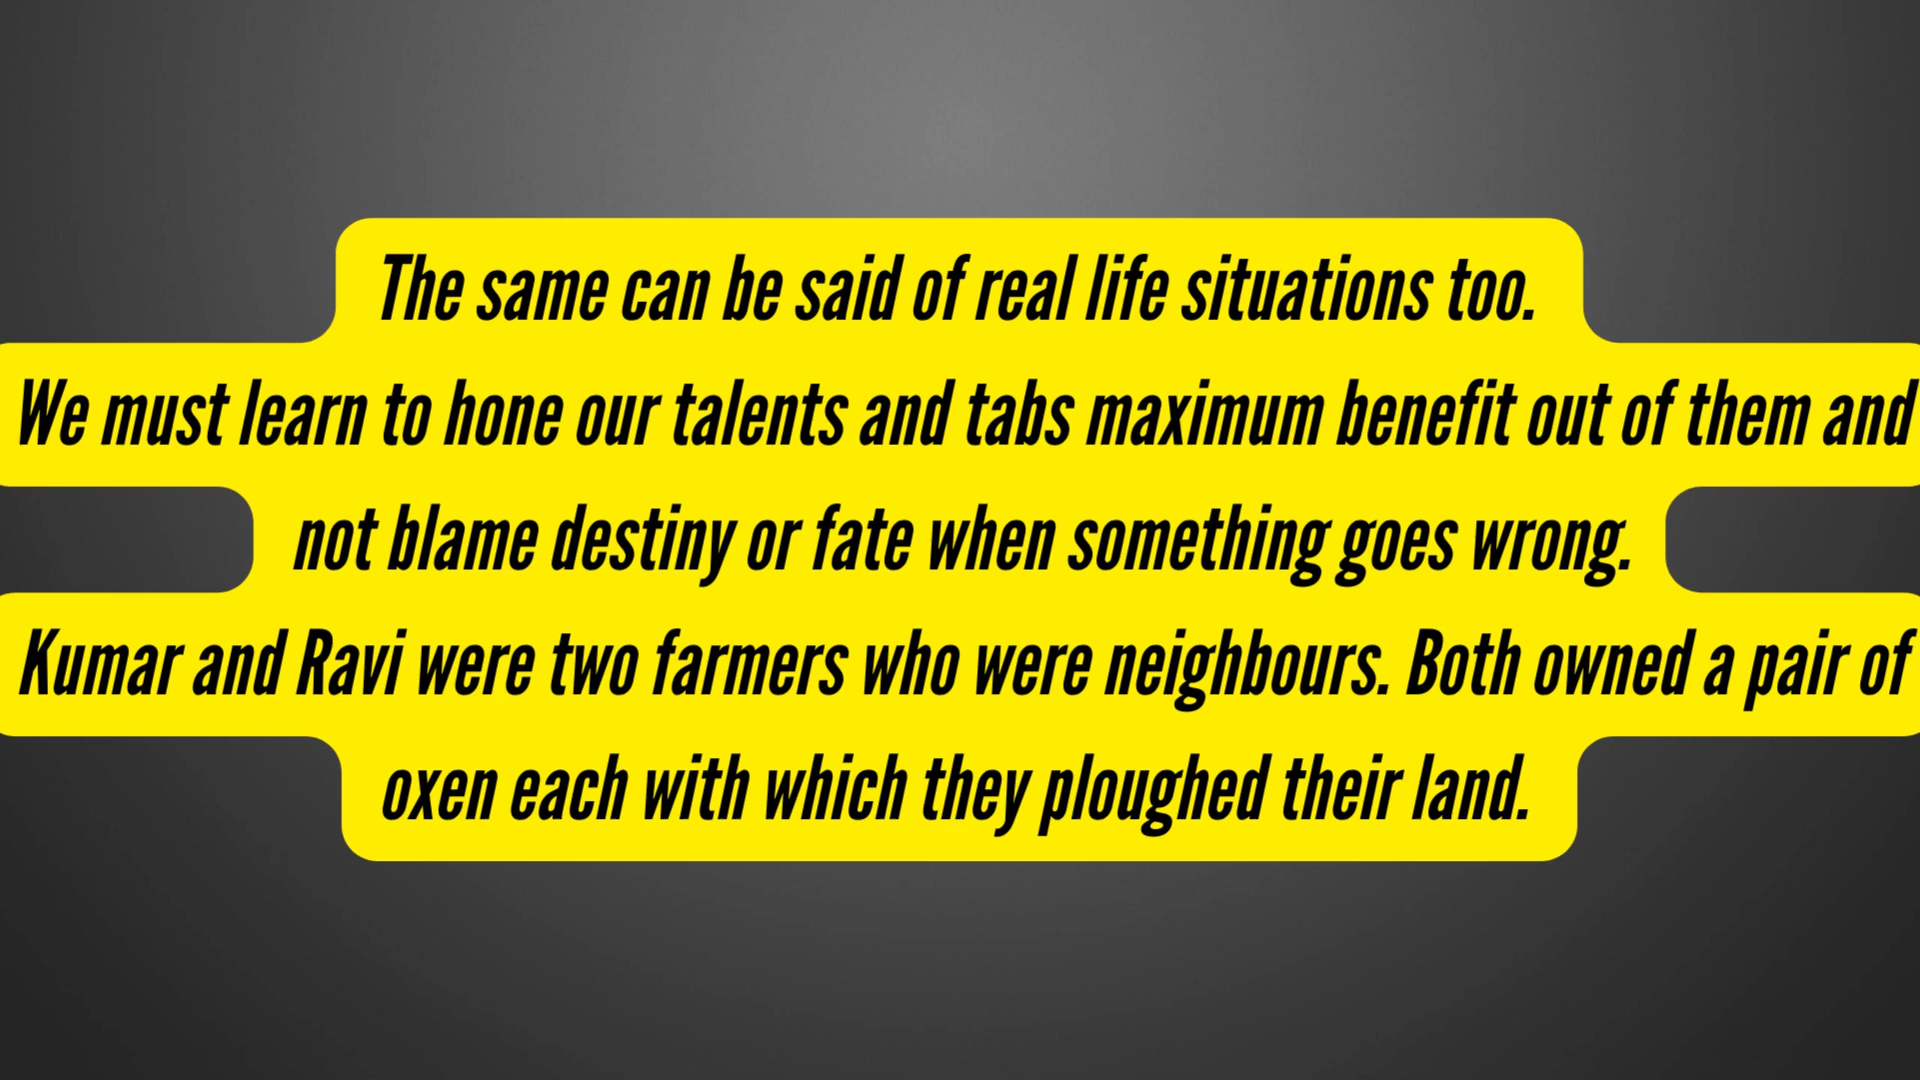 The same can be said of real life situations too.
We must learn to hone our talents and tabs maximum benefit out of them and
not blame destiny or fate when something goes wrong.
Kumar and Ravi were two farmers who were neighbours. Both owned a pair of
oxen each with which they ploughed their land.